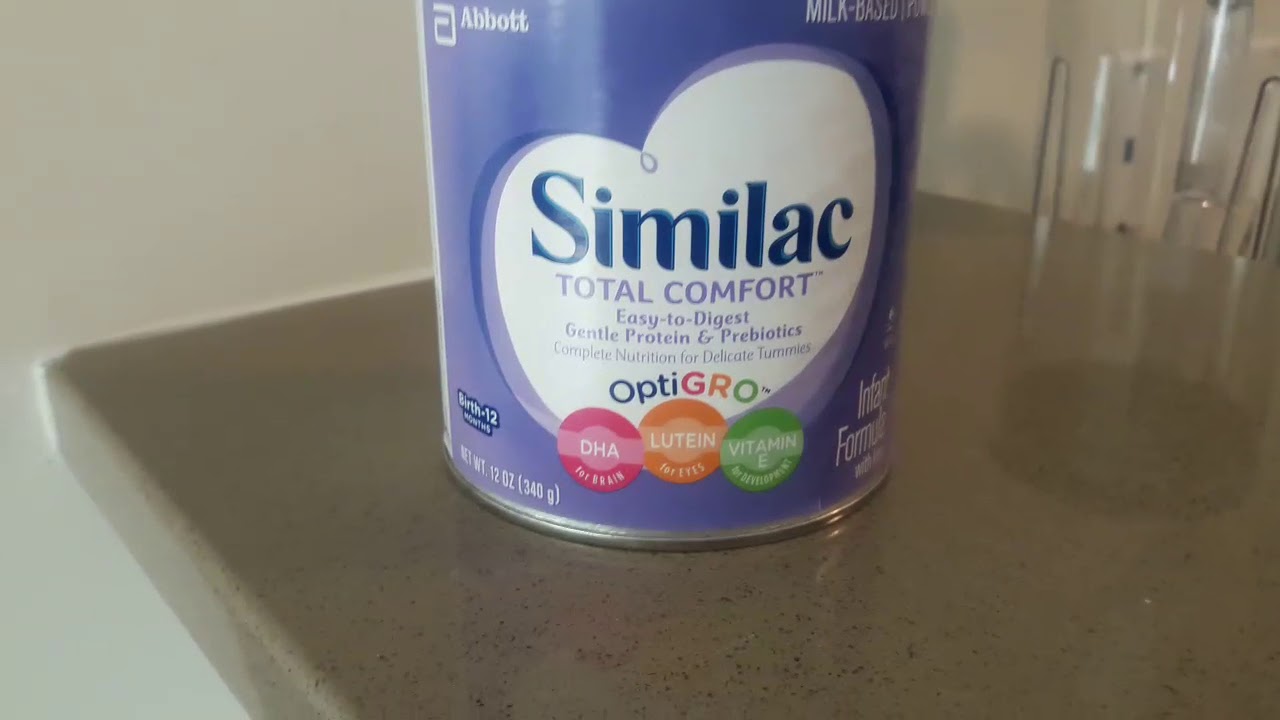 Abbott
MILK-BASED
Similac
TOTAL COMFORT™
Easy-to-Digest
Gentle Protein & Prebiotics
Complete Nutrition for Delicate Tummies
OptiGRO™
Birth-12
MONTHS
DHA
for BRAIN
LUTEIN
for EYES
VITAMIN
E
for DEVELOPMENT
NET WT. 12 OZ (340 g)
Infant
Formula
with